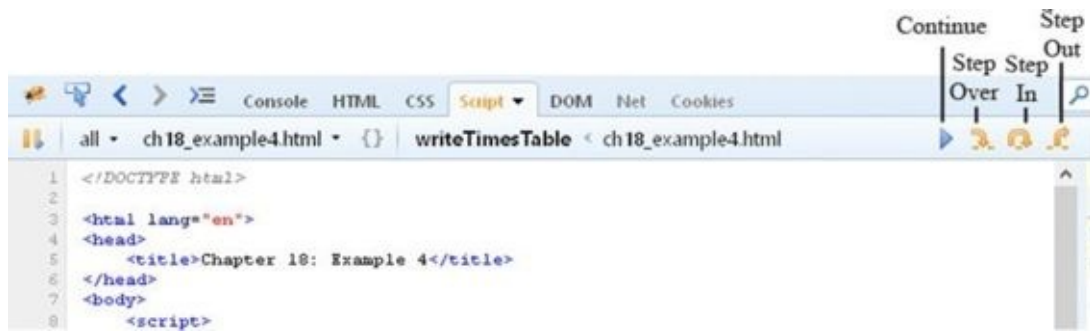 Continue
Step Out
Step Over
Step In
Console HTML CSS Script DOM Net Cookies
all ch18_example4.html {} writeTimesTable < ch18_example4.html
1 <!DOCTYPE html>
2
3 <html lang="en">
4 <head>
5 <title>Chapter 18: Example 4</title>
6 </head>
7 <body>
8 <script>